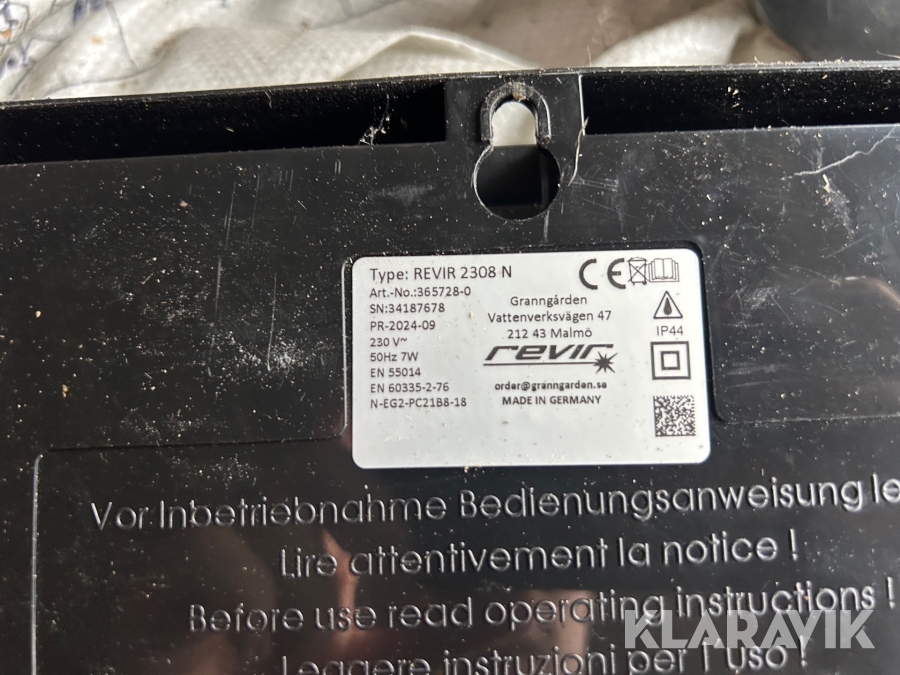 Type: REVIR 2308 N
Art.-No.:365728-0
SN:34187678
PR-2024-09
230 V~
50Hz 7W
EN 55014
EN 60335-2-76
N-EG2-PC21B8-18
Granngården
Vattenverksvägen 47
212 43 Malmö
revir
order@granngarden.se
MADE IN GERMANY
CE
IP44
Vor Inbetriebnahme Bedienungsanweisung le
Lire attentivement la notice !
Before use read operating instructions !
Leggere instruzioni per l'uso !
KLARAVIK